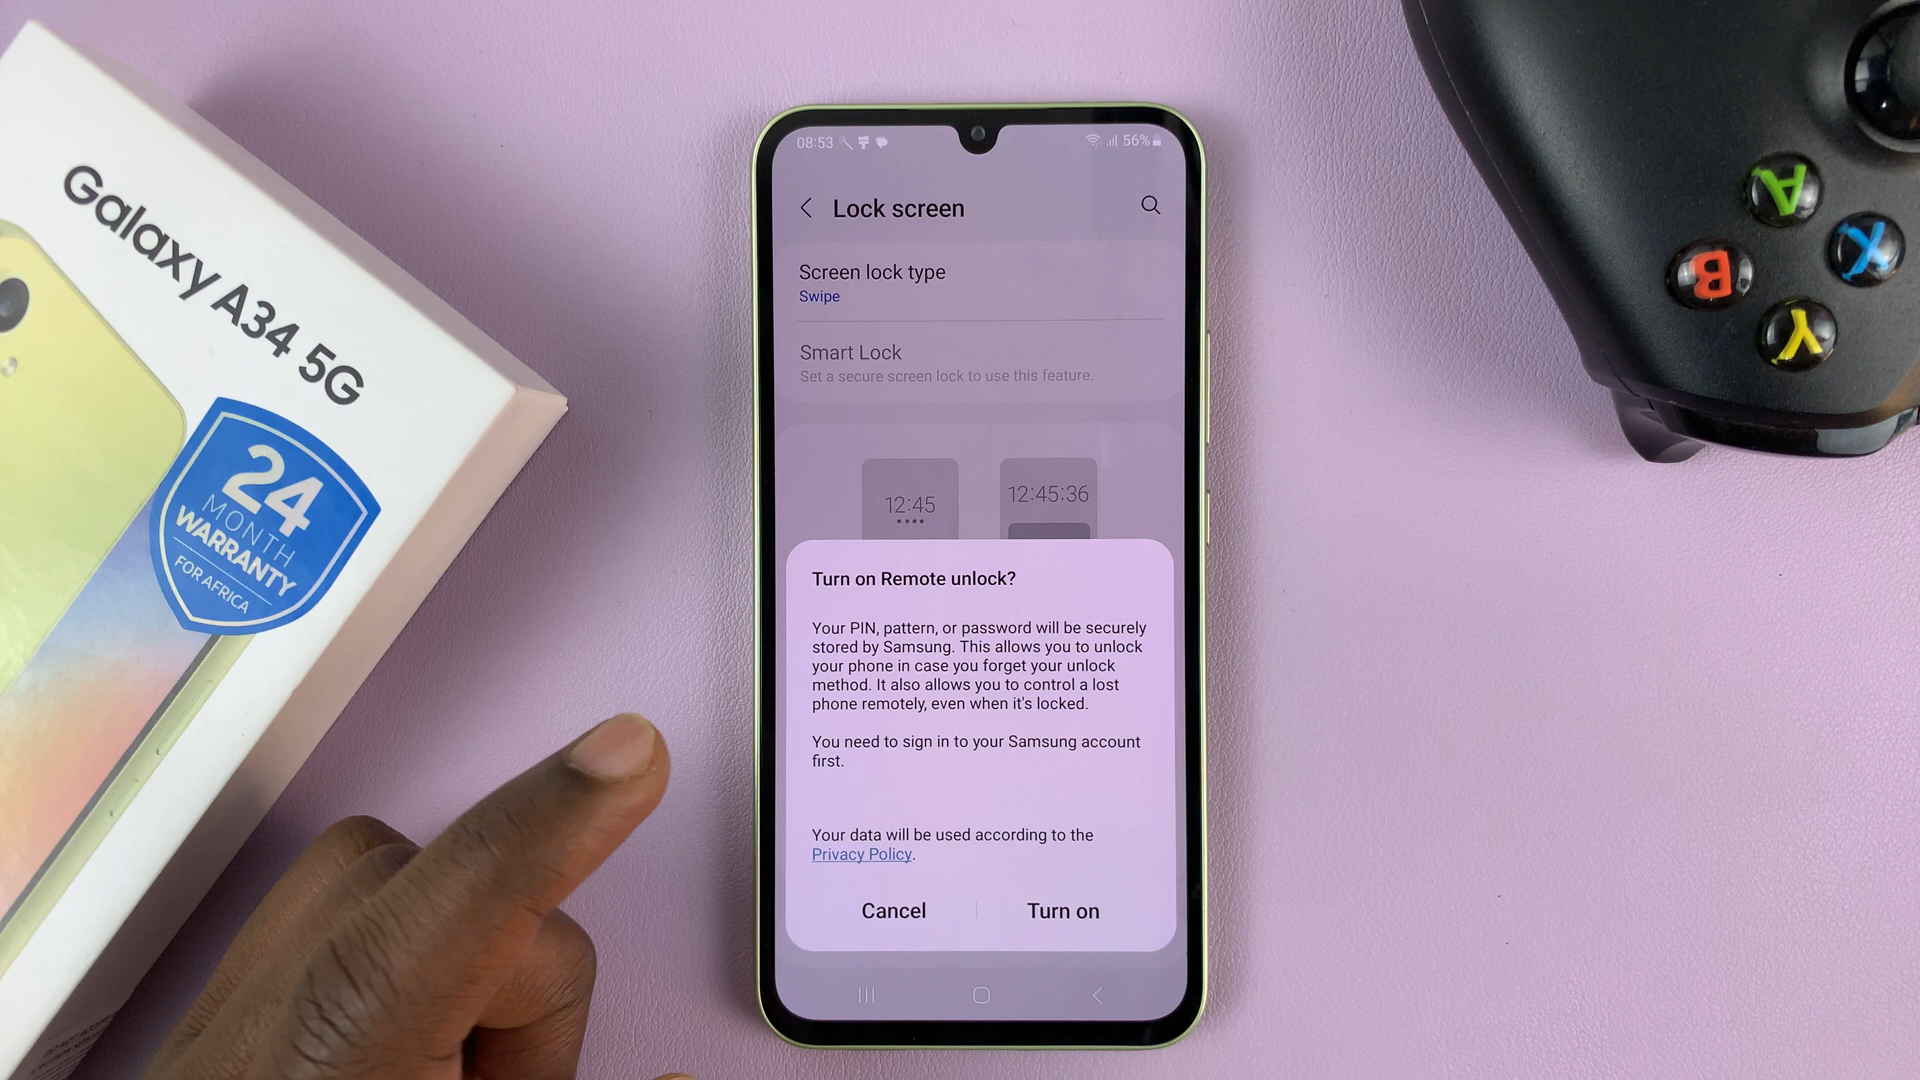 Galaxy A34 5G
24
MONTH
WARRANTY
FOR AFRICA
08:53
56%
Lock screen
Screen lock type
Swipe
Smart Lock
Set a secure screen lock to use this feature.
12:45
12:45:36
Turn on Remote unlock?
Your PIN, pattern, or password will be securely
stored by Samsung. This allows you to unlock
your phone in case you forget your unlock
method. It also allows you to control a lost
phone remotely, even when it's locked.
You need to sign in to your Samsung account
first.
Your data will be used according to the
Privacy Policy.
Cancel
Turn on
A
X
B
Y